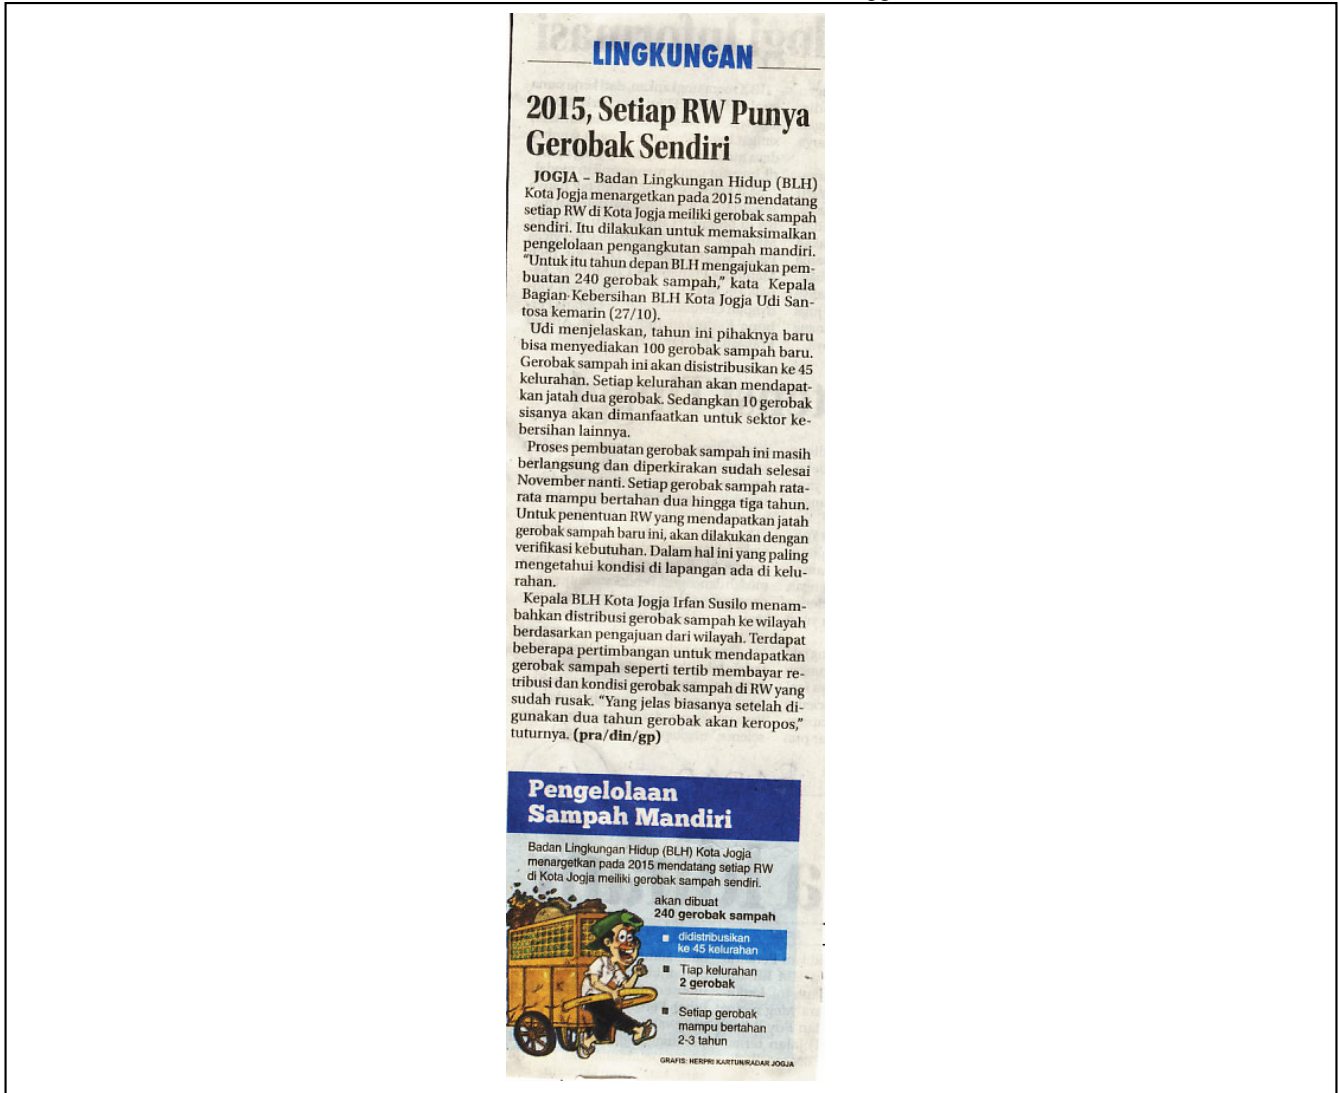 LINGKUNGAN
2015, Setiap RW Punya
Gerobak Sendiri
JOGJA – Badan Lingkungan Hidup (BLH)
Kota Jogja menargetkan pada 2015 mendatang
setiap RW di Kota Jogja meiliki gerobak sampah
sendiri. Itu dilakukan untuk memaksimalkan
pengelolaan pengangkutan sampah mandiri.
“Untuk itu tahun depan BLH mengajukan pem-
buatan 240 gerobak sampah,” kata Kepala
Bagian Kebersihan BLH Kota Jogja Udi San-
tosa kemarin (27/10).
Udi menjelaskan, tahun ini pihaknya baru
bisa menyediakan 100 gerobak sampah baru.
Gerobak sampah ini akan disistribusikan ke 45
kelurahan. Setiap kelurahan akan mendapat-
kan jatah dua gerobak. Sedangkan 10 gerobak
sisanya akan dimanfaatkan untuk sektor ke-
bersihan lainnya.
Proses pembuatan gerobak sampah ini masih
berlangsung dan diperkirakan sudah selesai
November nanti. Setiap gerobak sampah rata-
rata mampu bertahan dua hingga tiga tahun.
Untuk penentuan RW yang mendapatkan jatah
gerobak sampah baru ini, akan dilakukan dengan
verifikasi kebutuhan. Dalam hal ini yang paling
mengetahui kondisi di lapangan ada di kelu-
rahan.
Kepala BLH Kota Jogja Irfan Susilo menam-
bahkan distribusi gerobak sampah ke wilayah
berdasarkan pengajuan dari wilayah. Terdapat
beberapa pertimbangan untuk mendapatkan
gerobak sampah seperti tertib membayar re-
tribusi dan kondisi gerobak sampah di RW yang
sudah rusak. “Yang jelas biasanya setelah di-
gunakan dua tahun gerobak akan keropos,”
tuturnya. (pra/din/gp)
Pengelolaan
Sampah Mandiri
Badan Lingkungan Hidup (BLH) Kota Jogja
menargetkan pada 2015 mendatang setiap RW
di Kota Jogja meiliki gerobak sampah sendiri.
akan dibuat
240 gerobak sampah
didistribusikan
ke 45 kelurahan
Tiap kelurahan
2 gerobak
Setiap gerobak
mampu bertahan
2-3 tahun
GRAFIS: HERPRI KARTUN/RADAR JOGJA